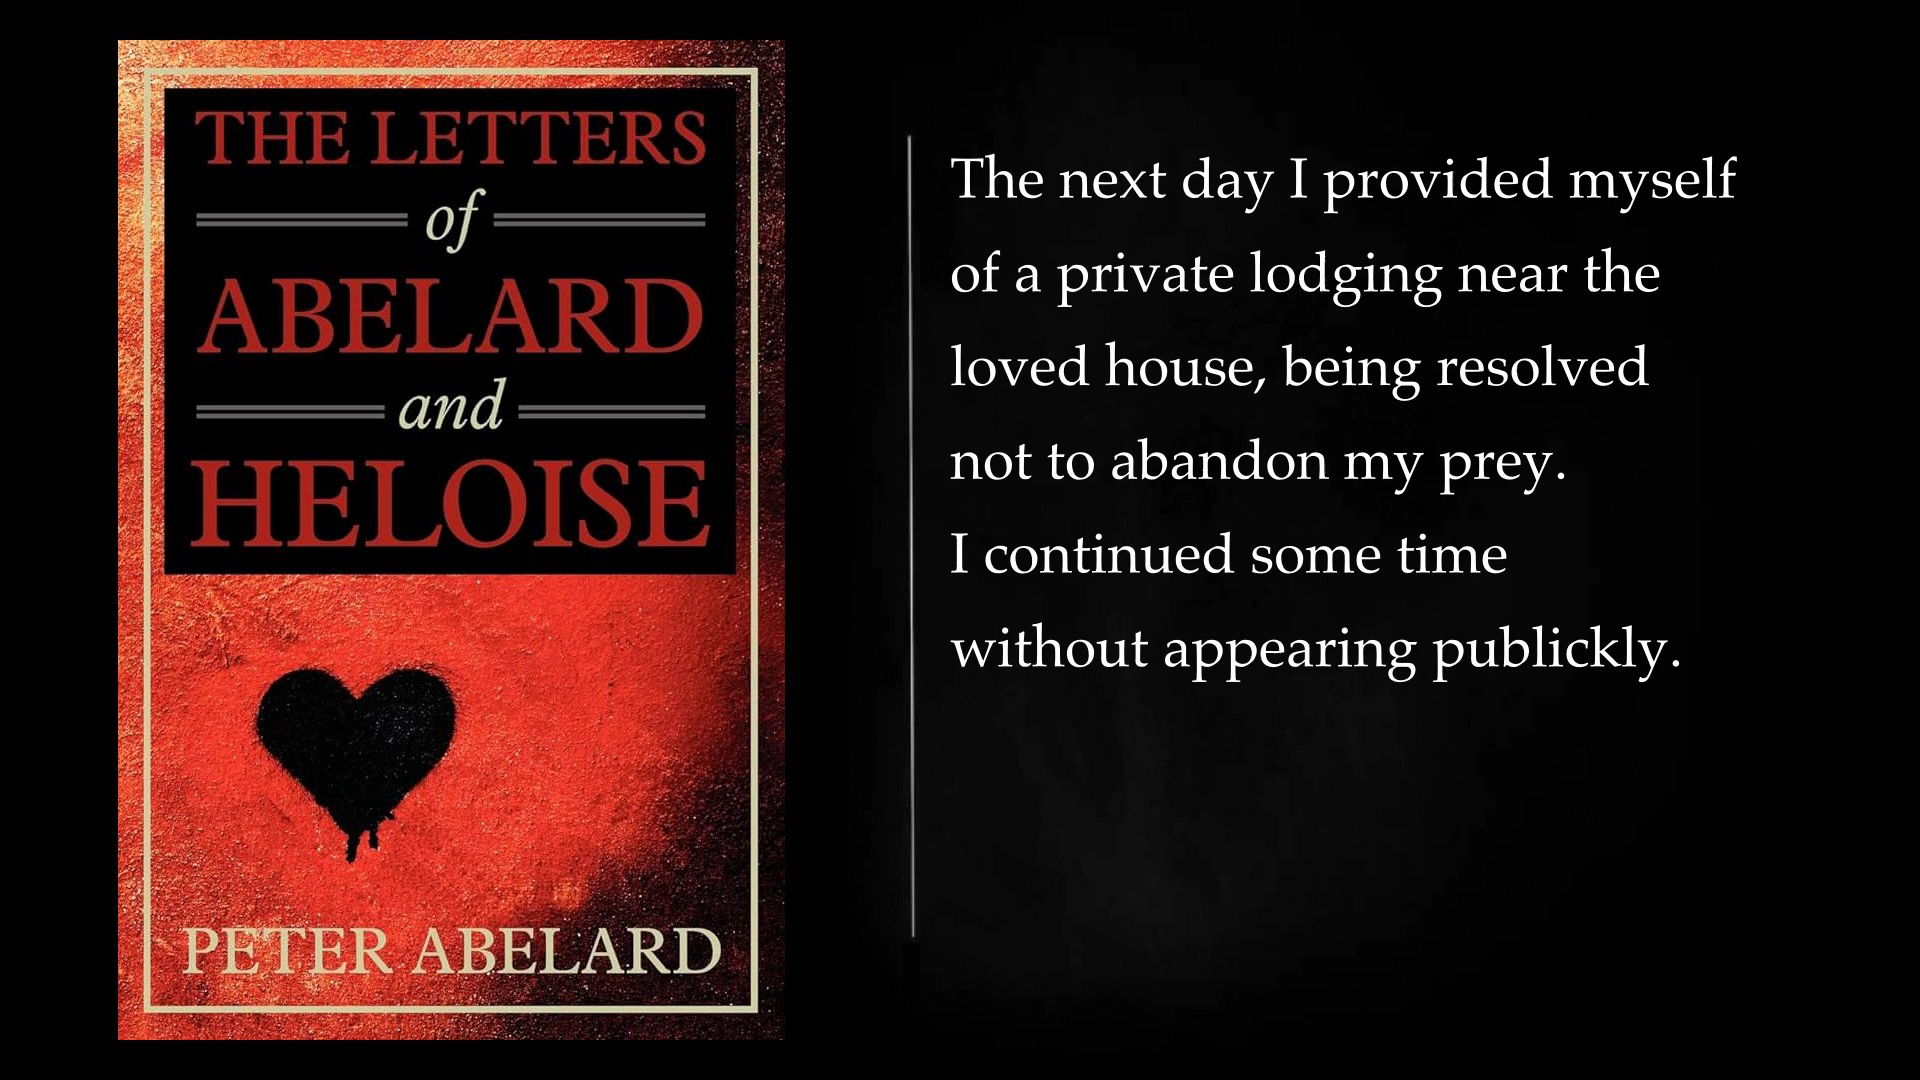 THE LETTERS
of
ABELARD
and
HELOISE
PETER ABELARD
The next day I provided myself
of a private lodging near the
loved house, being resolved
not to abandon my prey.
I continued some time
without appearing publickly.